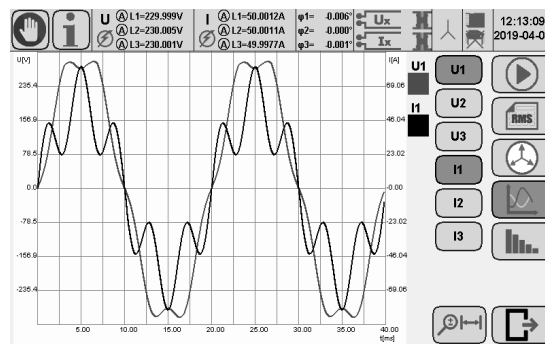 U
A L1=229.999V
A L2=230.005V
A L3=230.001V
I
A L1=50.0012A
A L2=50.0011A
A L3=49.9977A
φ1= -0.006°
φ2= -0.000°
φ3= -0.001°
Ux
Ix
12:13:09
2019-04-0
U[V]
I[A]
235.4
156.9
78.5
0.0
-78.5
-156.9
-235.4
69.06
46.04
23.02
-0.00
-23.02
-46.04
-69.06
5.00 10.00 15.00 20.00 25.00 30.00 35.00 40.00
t[ms]
U1
I1
U1
U2
U3
I1
I2
I3
RMS